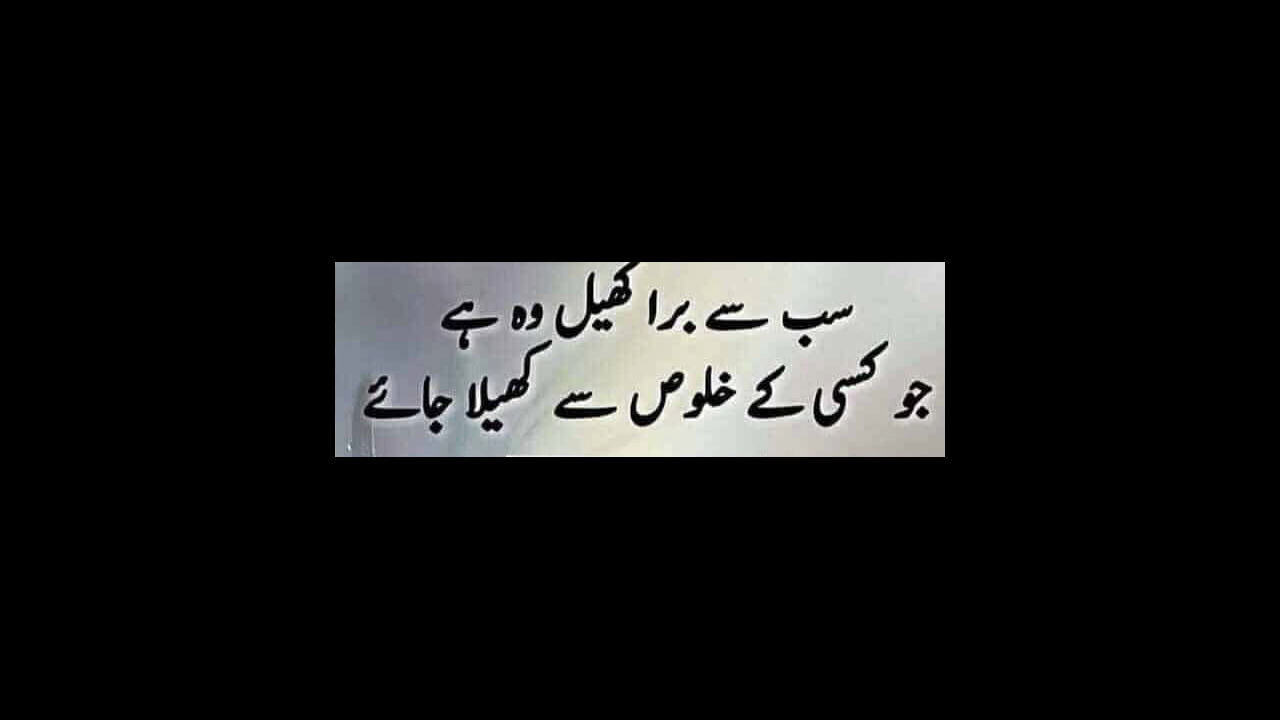 سب سے برا کھیل وہ ہے
جو کسی کے خلوص سے کھیلا جائے